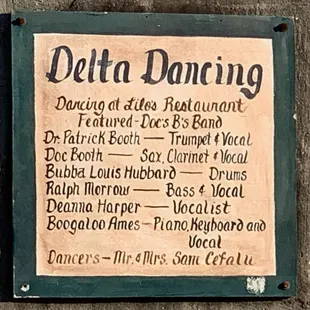 Delta Dancing
Dancing at Lilos Restaurant
Featured-Doc's B's Band
Dr. Patrick Booth — Trumpet & Vocal
Doc Booth — Sax, Clarinet & Vocal
Bubba Louis Hubbard — Drums
Ralph Morrow — Bass & Vocal
Deanna Harper — Vocalist
Boogaloo Ames — Piano, Keyboard and
Vocal
Dancers — Mr. & Mrs. Sam Cefalu